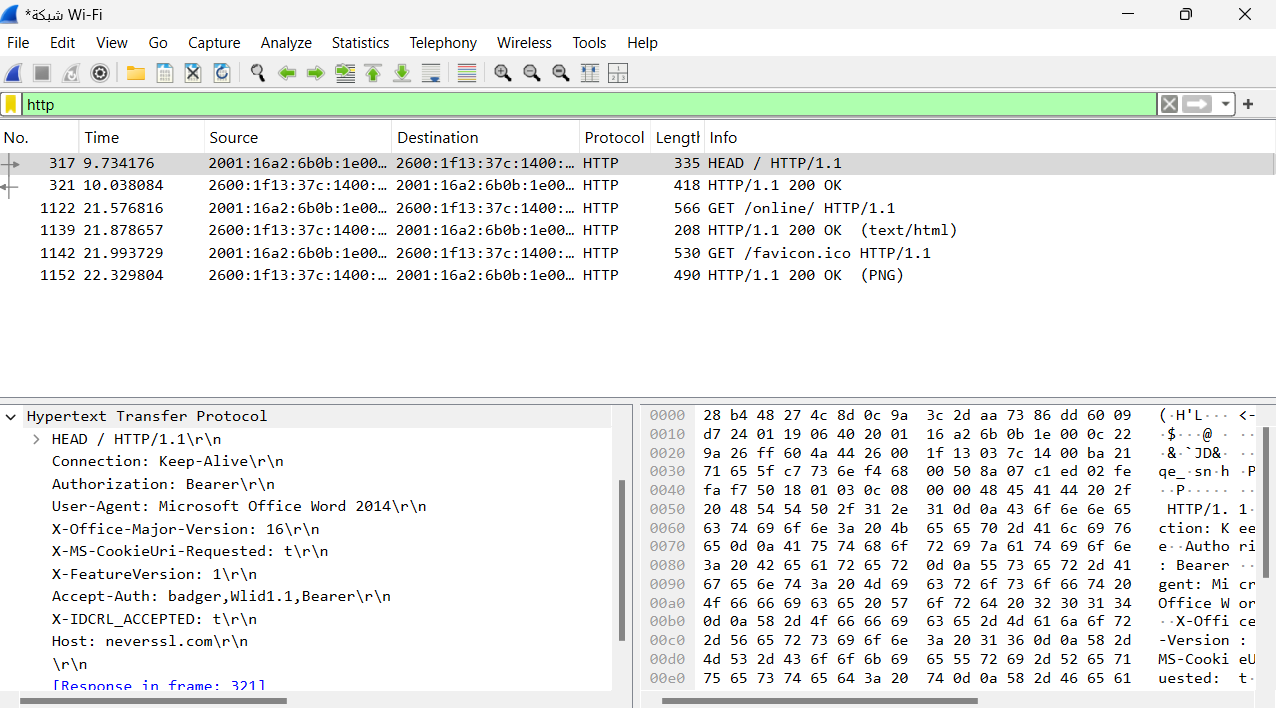 *شبكة Wi-Fi
File Edit View Go Capture Analyze Statistics Telephony Wireless Tools Help
http
No. Time Source Destination Protocol Lengtl Info
317 9.734176 2001:16a2:6b0b:1e00… 2600:1f13:37c:1400:… HTTP 335 HEAD / HTTP/1.1
321 10.038084 2600:1f13:37c:1400:… 2001:16a2:6b0b:1e00… HTTP 418 HTTP/1.1 200 OK
1122 21.576816 2001:16a2:6b0b:1e00… 2600:1f13:37c:1400:… HTTP 566 GET /online/ HTTP/1.1
1139 21.878657 2600:1f13:37c:1400:… 2001:16a2:6b0b:1e00… HTTP 208 HTTP/1.1 200 OK (text/html)
1142 21.993729 2001:16a2:6b0b:1e00… 2600:1f13:37c:1400:… HTTP 530 GET /favicon.ico HTTP/1.1
1152 22.329804 2600:1f13:37c:1400:… 2001:16a2:6b0b:1e00… HTTP 490 HTTP/1.1 200 OK (PNG)
Hypertext Transfer Protocol
HEAD / HTTP/1.1\r\n
Connection: Keep-Alive\r\n
Authorization: Bearer\r\n
User-Agent: Microsoft Office Word 2014\r\n
X-Office-Major-Version: 16\r\n
X-MS-CookieUri-Requested: t\r\n
X-FeatureVersion: 1\r\n
Accept-Auth: badger,Wlid1.1,Bearer\r\n
X-IDCRL_ACCEPTED: t\r\n
Host: neverssl.com\r\n
\r\n
[Response in frame: 321]
0000 28 b4 48 27 4c 8d 0c 9a 3c 2d aa 73 86 dd 60 09 (·H'L··· <-
0010 d7 24 01 19 06 40 20 01 16 a2 6b 0b 1e 00 0c 22 ·$···@ · ··
0020 9a 26 ff 60 4a 44 26 00 1f 13 03 7c 14 00 ba 21 ·&·`JD&· ··
0030 71 65 5f c7 73 6e f4 68 00 50 8a 07 c1 ed 02 fe qe_·sn·h ·P
0040 fa f7 50 18 01 03 0c 08 00 00 48 45 41 44 20 2f ··P····· ··
0050 20 48 54 54 50 2f 31 2e 31 0d 0a 43 6f 6e 6e 65 HTTP/1. 1·
0060 63 74 69 6f 6e 3a 20 4b 65 65 70 2d 41 6c 69 76 ction: K ee
0070 65 0d 0a 41 75 74 68 6f 72 69 7a 61 74 69 6f 6e e··Autho ri
0080 3a 20 42 65 61 72 65 72 0d 0a 55 73 65 72 2d 41 : Bearer ··
0090 67 65 6e 74 3a 20 4d 69 63 72 6f 73 6f 66 74 20 gent: Mi cr
00a0 4f 66 66 69 63 65 20 57 6f 72 64 20 32 30 31 34 Office W or
00b0 0d 0a 58 2d 4f 66 66 69 63 65 2d 4d 61 6a 6f 72 ··X-Offi ce
00c0 2d 56 65 72 73 69 6f 6e 3a 20 31 36 0d 0a 58 2d -Version :
00d0 4d 53 2d 43 6f 6f 6b 69 65 55 72 69 2d 52 65 71 MS-Cooki eU
00e0 75 65 73 74 65 64 3a 20 74 0d 0a 58 2d 46 65 61 uested: t·